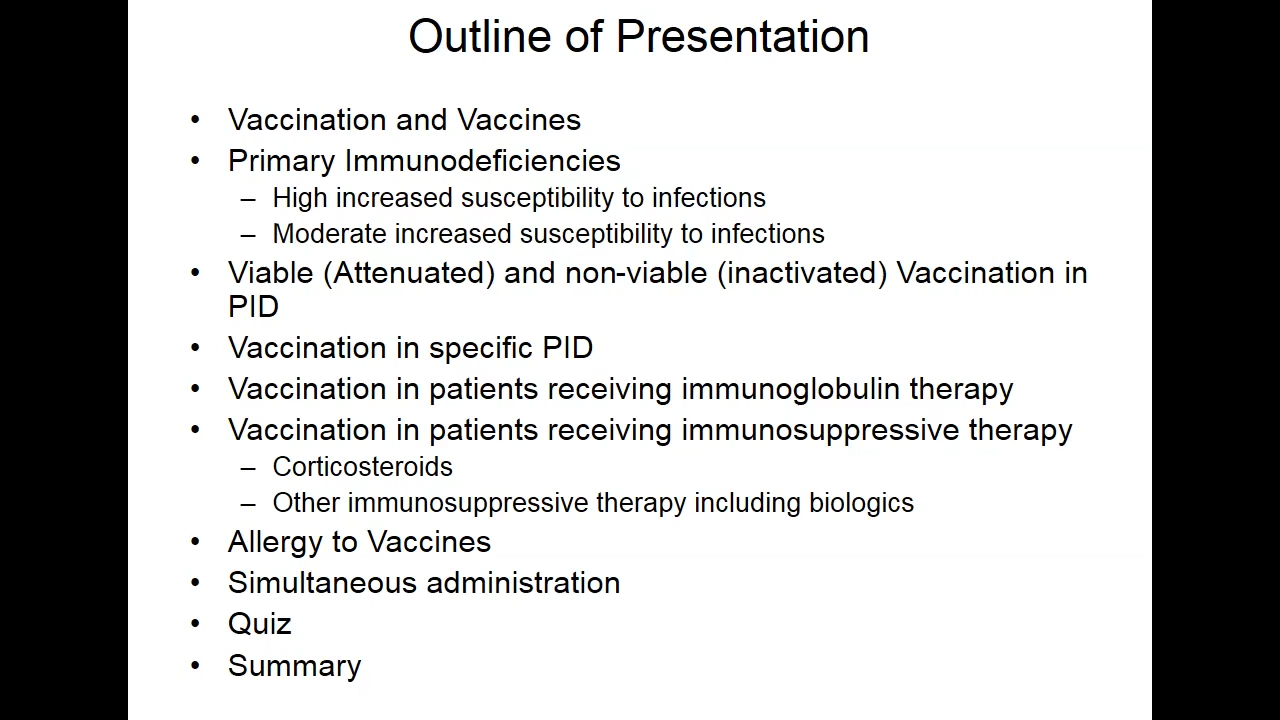 Outline of Presentation
• Vaccination and Vaccines
• Primary Immunodeficiencies
– High increased susceptibility to infections
– Moderate increased susceptibility to infections
• Viable (Attenuated) and non-viable (inactivated) Vaccination in
PID
• Vaccination in specific PID
• Vaccination in patients receiving immunoglobulin therapy
• Vaccination in patients receiving immunosuppressive therapy
– Corticosteroids
– Other immunosuppressive therapy including biologics
• Allergy to Vaccines
• Simultaneous administration
• Quiz
• Summary